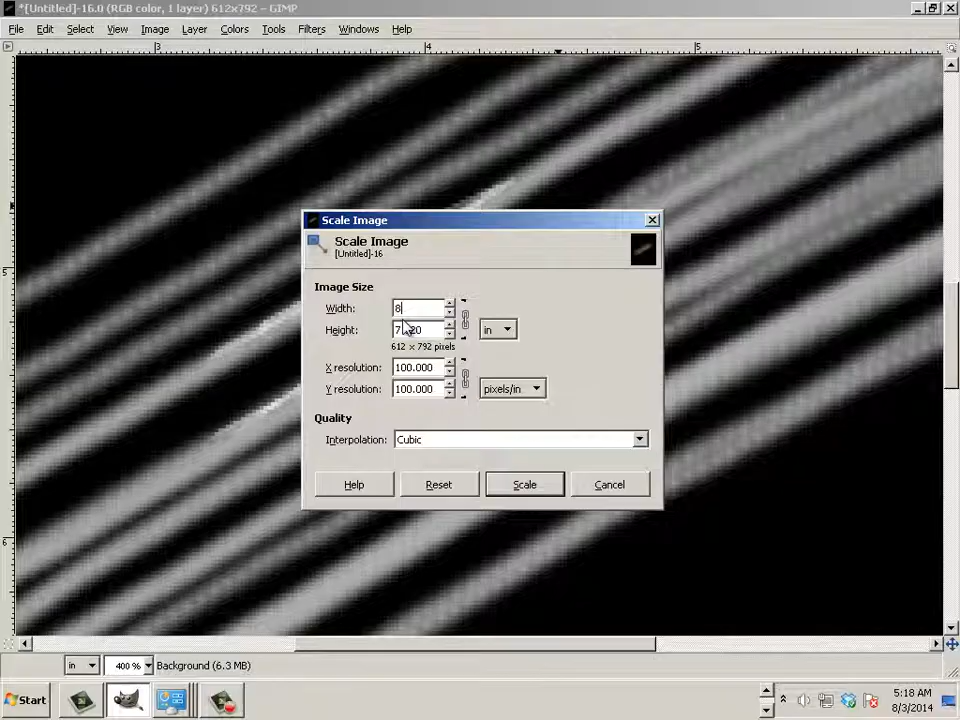 *[Untitled]-16.0 (RGB color, 1 layer) 612x792 – GIMP
File Edit Select View Image Layer Colors Tools Filters Windows Help
3 4 5
5
6
Scale Image
Scale Image
[Untitled]-16
Image Size
Width: 8
Height: in
612 × 792 pixels
X resolution: 100.000
Y resolution: 100.000 pixels/in
Quality
Interpolation: Cubic
Help Reset Scale Cancel
in 400 % Background (6.3 MB)
Start
5:18 AM
8/3/2014